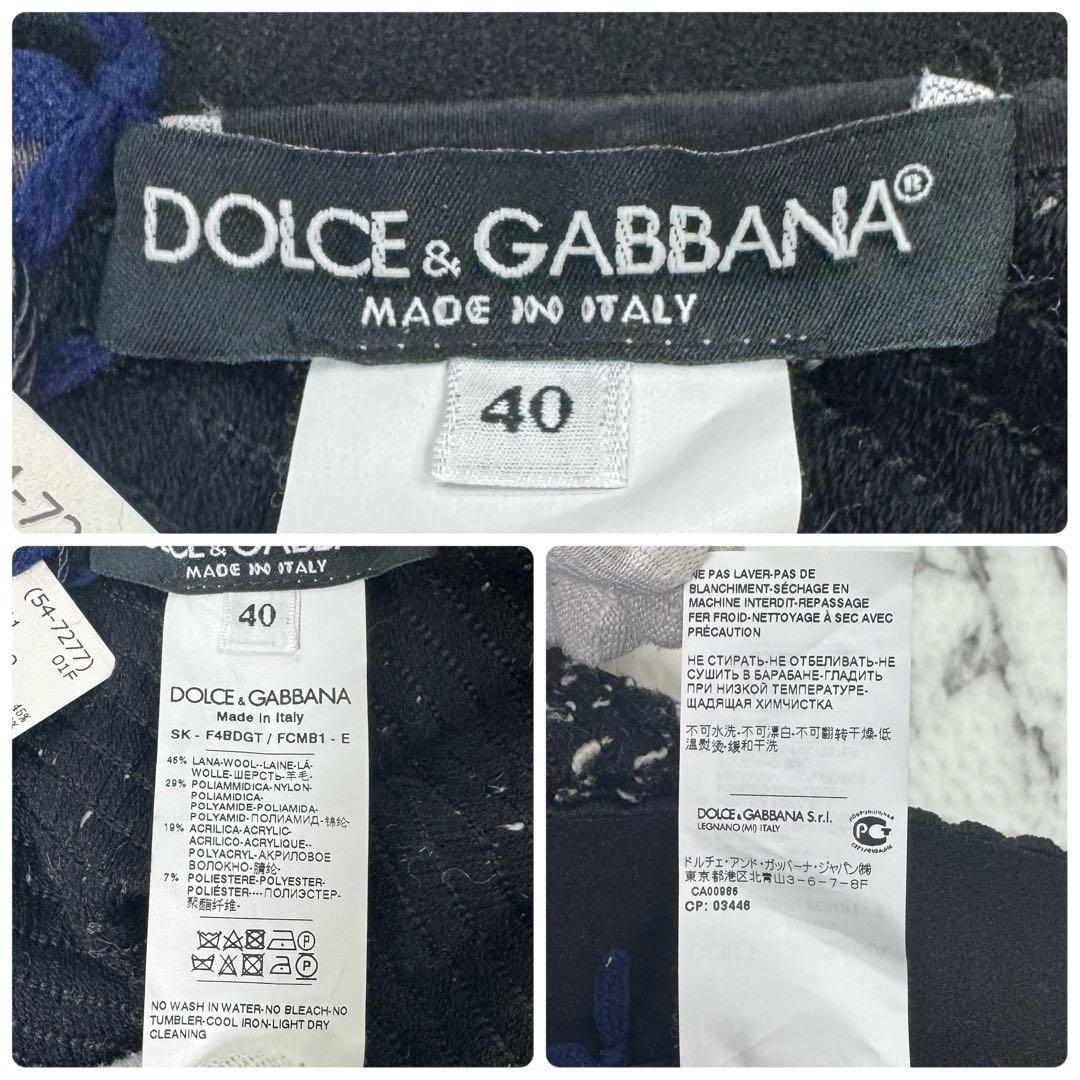 DOLCE & GABBANA®
MADE IN ITALY
40
MADE IN ITALY
40
(54-7277)
01F
45%
DOLCE & GABBANA
Made in Italy
SK - F4BDGT / FCMB1 - E
45% LANA-WOOL--LAINE-LÃ-
WOLLE-ШЕРСТЬ-羊毛-
29% POLIAMMIDICA-NYLON-
POLIAMIDICA-
POLYAMIDE-POLIAMIDA-
POLYAMID-ПОЛИАМИД-锦纶-
19% ACRILICA-ACRYLIC-
ACRILICO-ACRYLIQUE--
POLYACRYL-АКРИЛОВОЕ
ВОЛОКНО-腈纶-
7% POLIESTERE-POLYESTER-
POLIÉSTER----ПОЛИЭСТЕР-
聚酯纤维-
NO WASH IN WATER-NO BLEACH-NO
TUMBLER-COOL IRON-LIGHT DRY
CLEANING
NE PAS LAVER-PAS DE
BLANCHIMENT-SÉCHAGE EN
MACHINE INTERDIT-REPASSAGE
FER FROID-NETTOYAGE À SEC AVEC
PRÉCAUTION
НЕ СТИРАТЬ-НЕ ОТБЕЛИВАТЬ-НЕ
СУШИТЬ В БАРАБАНЕ-ГЛАДИТЬ
ПРИ НИЗКОЙ ТЕМПЕРАТУРЕ-
ЩАДЯЩАЯ ХИМЧИСТКА
不可水洗-不可漂白-不可翻转干燥-低
温熨烫-缓和干洗
DOLCE & GABBANA S.r.l.
LEGNANO (MI) ITALY
ドルチェ・アンド・ガッバーナ・ジャパン㈱
東京都港区北青山3-6-7-8F
CA00986
CP: 03446